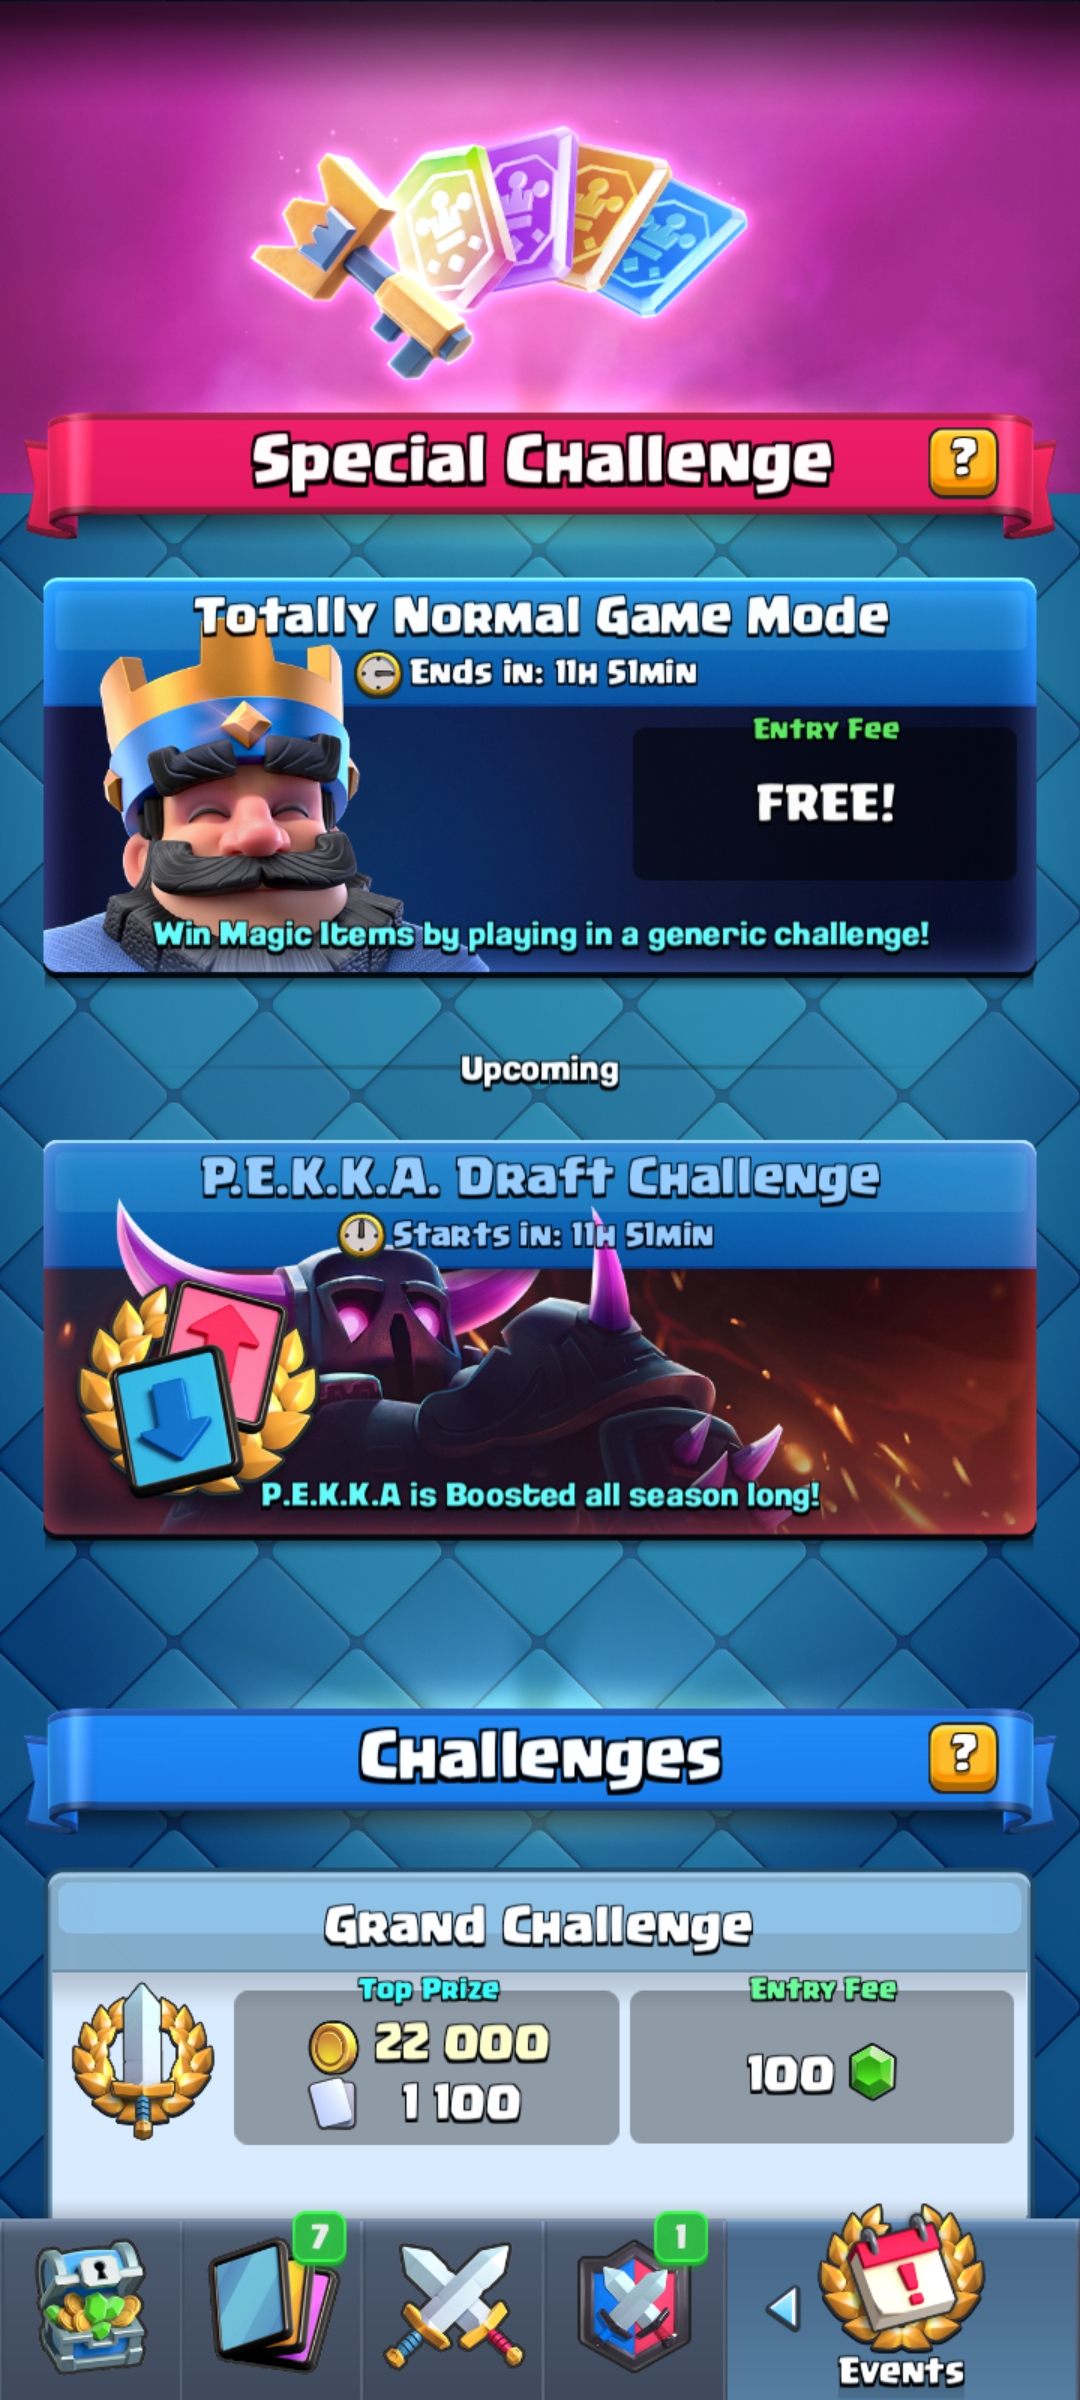 Special Challenge
?
Totally Normal Game Mode
Ends in: 11h 51min
Entry Fee
FREE!
Win Magic Items by playing in a generic challenge!
Upcoming
P.E.K.K.A. Draft Challenge
Starts in: 11h 51min
P.E.K.K.A is Boosted all season long!
Challenges
?
Grand Challenge
Top Prize
Entry Fee
22 000
1 100
100
7
1
!
Events